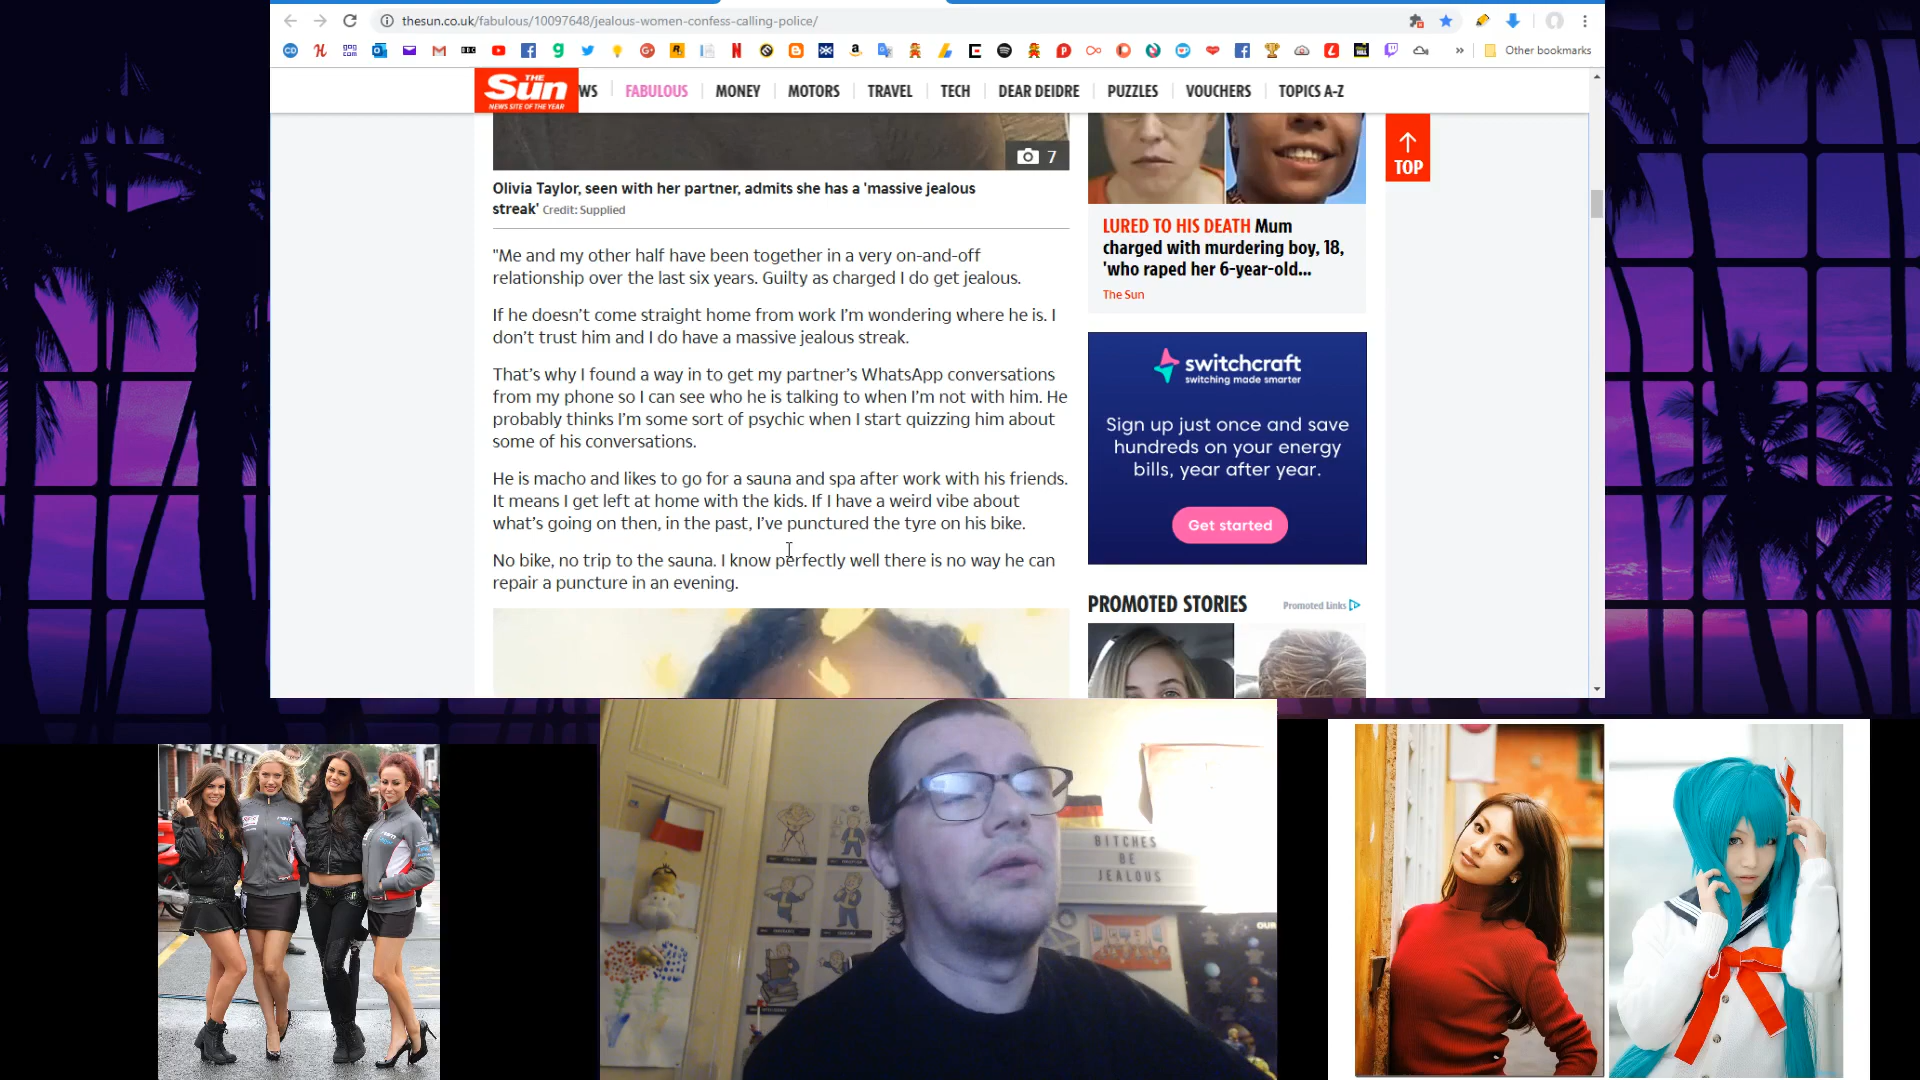 thesun.co.uk/fabulous/10097648/jealous-women-confess-calling-police/
Other bookmarks
THE
Sun
NEWS SITE OF THE YEAR
WS
FABULOUS
MONEY
MOTORS
TRAVEL
TECH
DEAR DEIDRE
PUZZLES
VOUCHERS
TOPICS A-Z
7
Olivia Taylor, seen with her partner, admits she has a 'massive jealous
streak' Credit: Supplied
"Me and my other half have been together in a very on-and-off
relationship over the last six years. Guilty as charged I do get jealous.
If he doesn't come straight home from work I'm wondering where he is. I
don't trust him and I do have a massive jealous streak.
That's why I found a way in to get my partner's WhatsApp conversations
from my phone so I can see who he is talking to when I'm not with him. He
probably thinks I'm some sort of psychic when I start quizzing him about
some of his conversations.
He is macho and likes to go for a sauna and spa after work with his friends.
It means I get left at home with the kids. If I have a weird vibe about
what's going on then, in the past, I've punctured the tyre on his bike.
No bike, no trip to the sauna. I know perfectly well there is no way he can
repair a puncture in an evening.
LURED TO HIS DEATH Mum
charged with murdering boy, 18,
'who raped her 6-year-old...
The Sun
TOP
switchcraft
switching made smarter
Sign up just once and save
hundreds on your energy
bills, year after year.
Get started
PROMOTED STORIES
Promoted Links
BITCHES
BE
JEALOUS
OUR